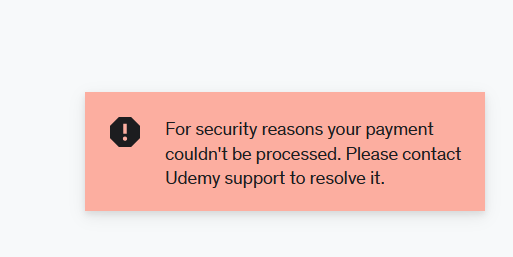 For security reasons your payment
couldn't be processed. Please contact
Udemy support to resolve it.